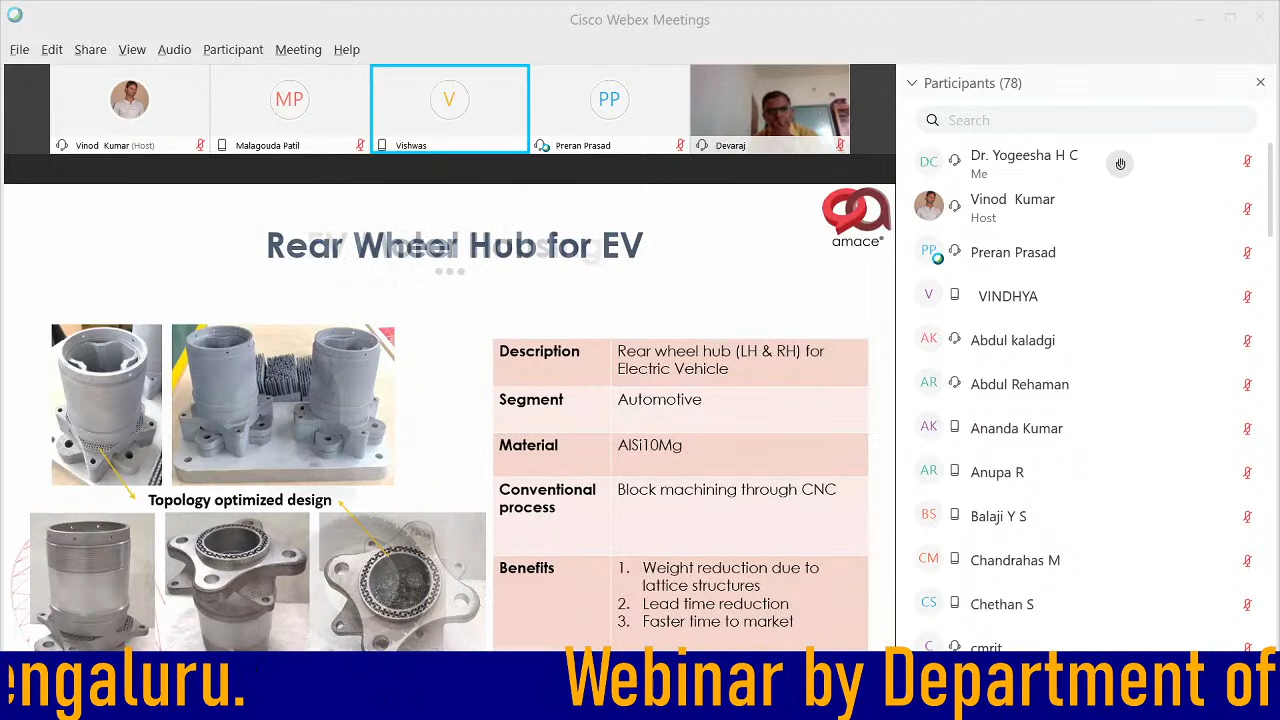 Cisco Webex Meetings
File Edit Share View Audio Participant Meeting Help
Vinod Kumar (Host)
MP
Malagouda Patil
V
Vishwas
PP
Preran Prasad
Devaraj
Participants (78)
Search
DC Dr. Yogeesha H C
Me
Vinod Kumar
Host
PP Preran Prasad
V VINDHYA
AK Abdul kaladgi
AR Abdul Rehaman
AK Ananda Kumar
AR Anupa R
BS Balaji Y S
CM Chandrahas M
CS Chethan S
C cmrit
amace®
Rear Wheel Hub for EV
Topology optimized design
Description Rear wheel hub (LH & RH) for
Electric Vehicle
Segment Automotive
Material AlSi10Mg
Conventional Block machining through CNC
process
Benefits 1. Weight reduction due to
lattice structures
2. Lead time reduction
3. Faster time to market
engaluru. Webinar by Department of